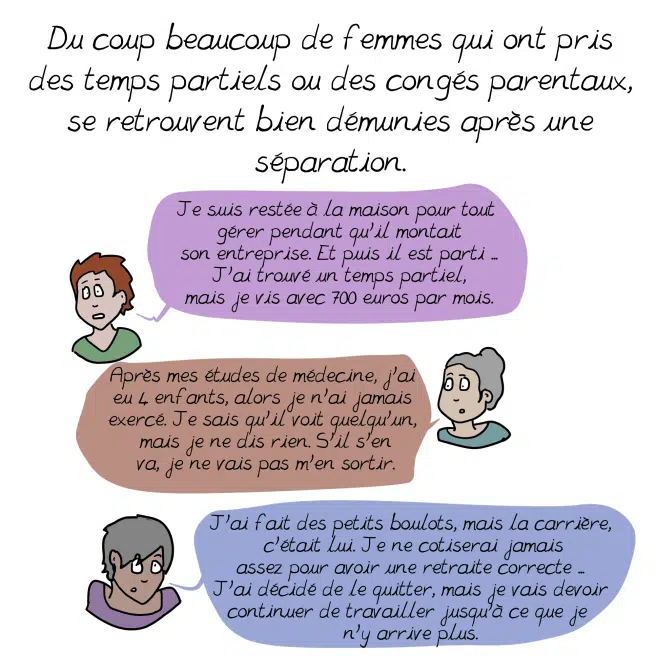 Du coup beaucoup de femmes qui ont pris
des temps partiels ou des congés parentaux,
se retrouvent bien démunies après une
séparation.
Je suis restée à la maison pour tout
gérer pendant qu'il montait
son entreprise. Et puis il est parti ...
J'ai trouvé un temps partiel,
mais je vis avec 700 euros par mois.
Après mes études de médecine, j'ai
eu 4 enfants, alors je n'ai jamais
exercé. Je sais qu'il voit quelqu'un,
mais je ne dis rien. S'il s'en
va, je ne vais pas m'en sortir.
J'ai fait des petits boulots, mais la carrière,
c'était lui. Je ne cotiserai jamais
assez pour avoir une retraite correcte ...
J'ai décidé de le quitter, mais je vais devoir
continuer de travailler jusqu'à ce que je
n'y arrive plus.